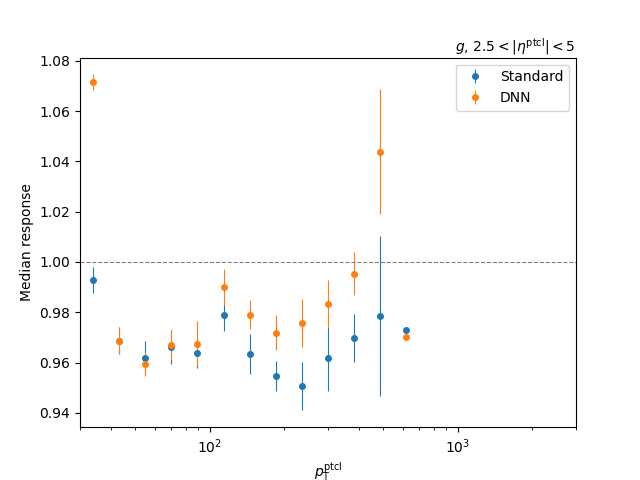 g, 2.5 < |η^ptcl| < 5
Standard
DNN
Median response
1.08
1.06
1.04
1.02
1.00
0.98
0.96
0.94
10^2
10^3
p_T^ptcl